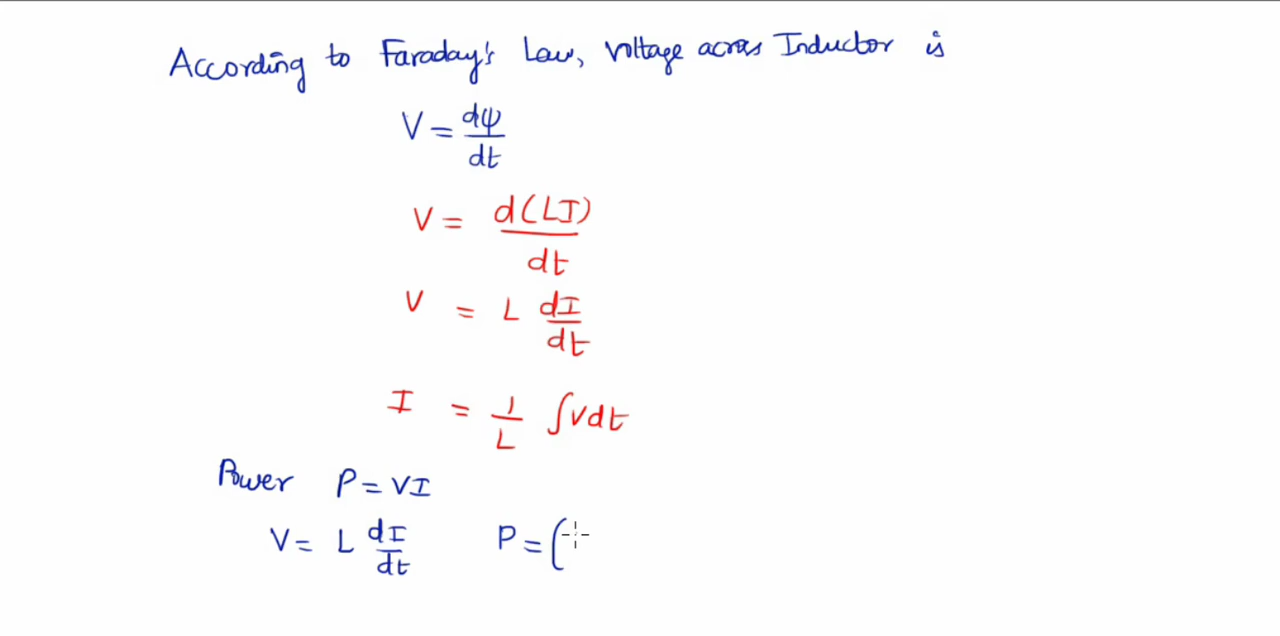 According to Faraday's Law, Voltage across Inductor is
V = dψ/dt
V = d(LI)/dt
V = L dI/dt
I = 1/L ∫Vdt
Power P = VI
V = L dI/dt P = (